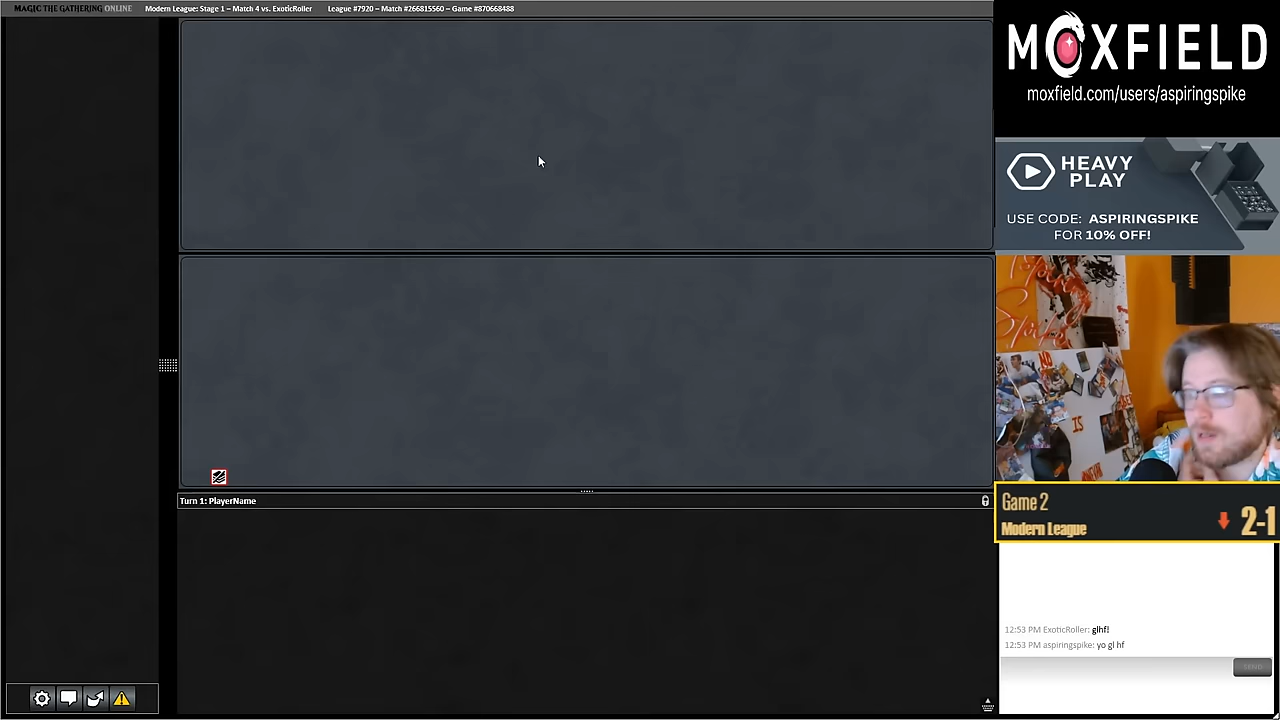 MAGIC THE GATHERING ONLINE Modern League: Stage 1 – Match 4 vs. ExoticRoller League #7920 – Match #266815560 – Game #870668488
MOXFIELD
moxfield.com/users/aspiringspike
HEAVY
PLAY
USE CODE: ASPIRINGSPIKE
FOR 10% OFF!
IS
Turn 1: PlayerName
Game 2
Modern League
2-1
12:53 PM ExoticRoller: glhf!
12:53 PM aspiringspike: yo gl hf
SEND